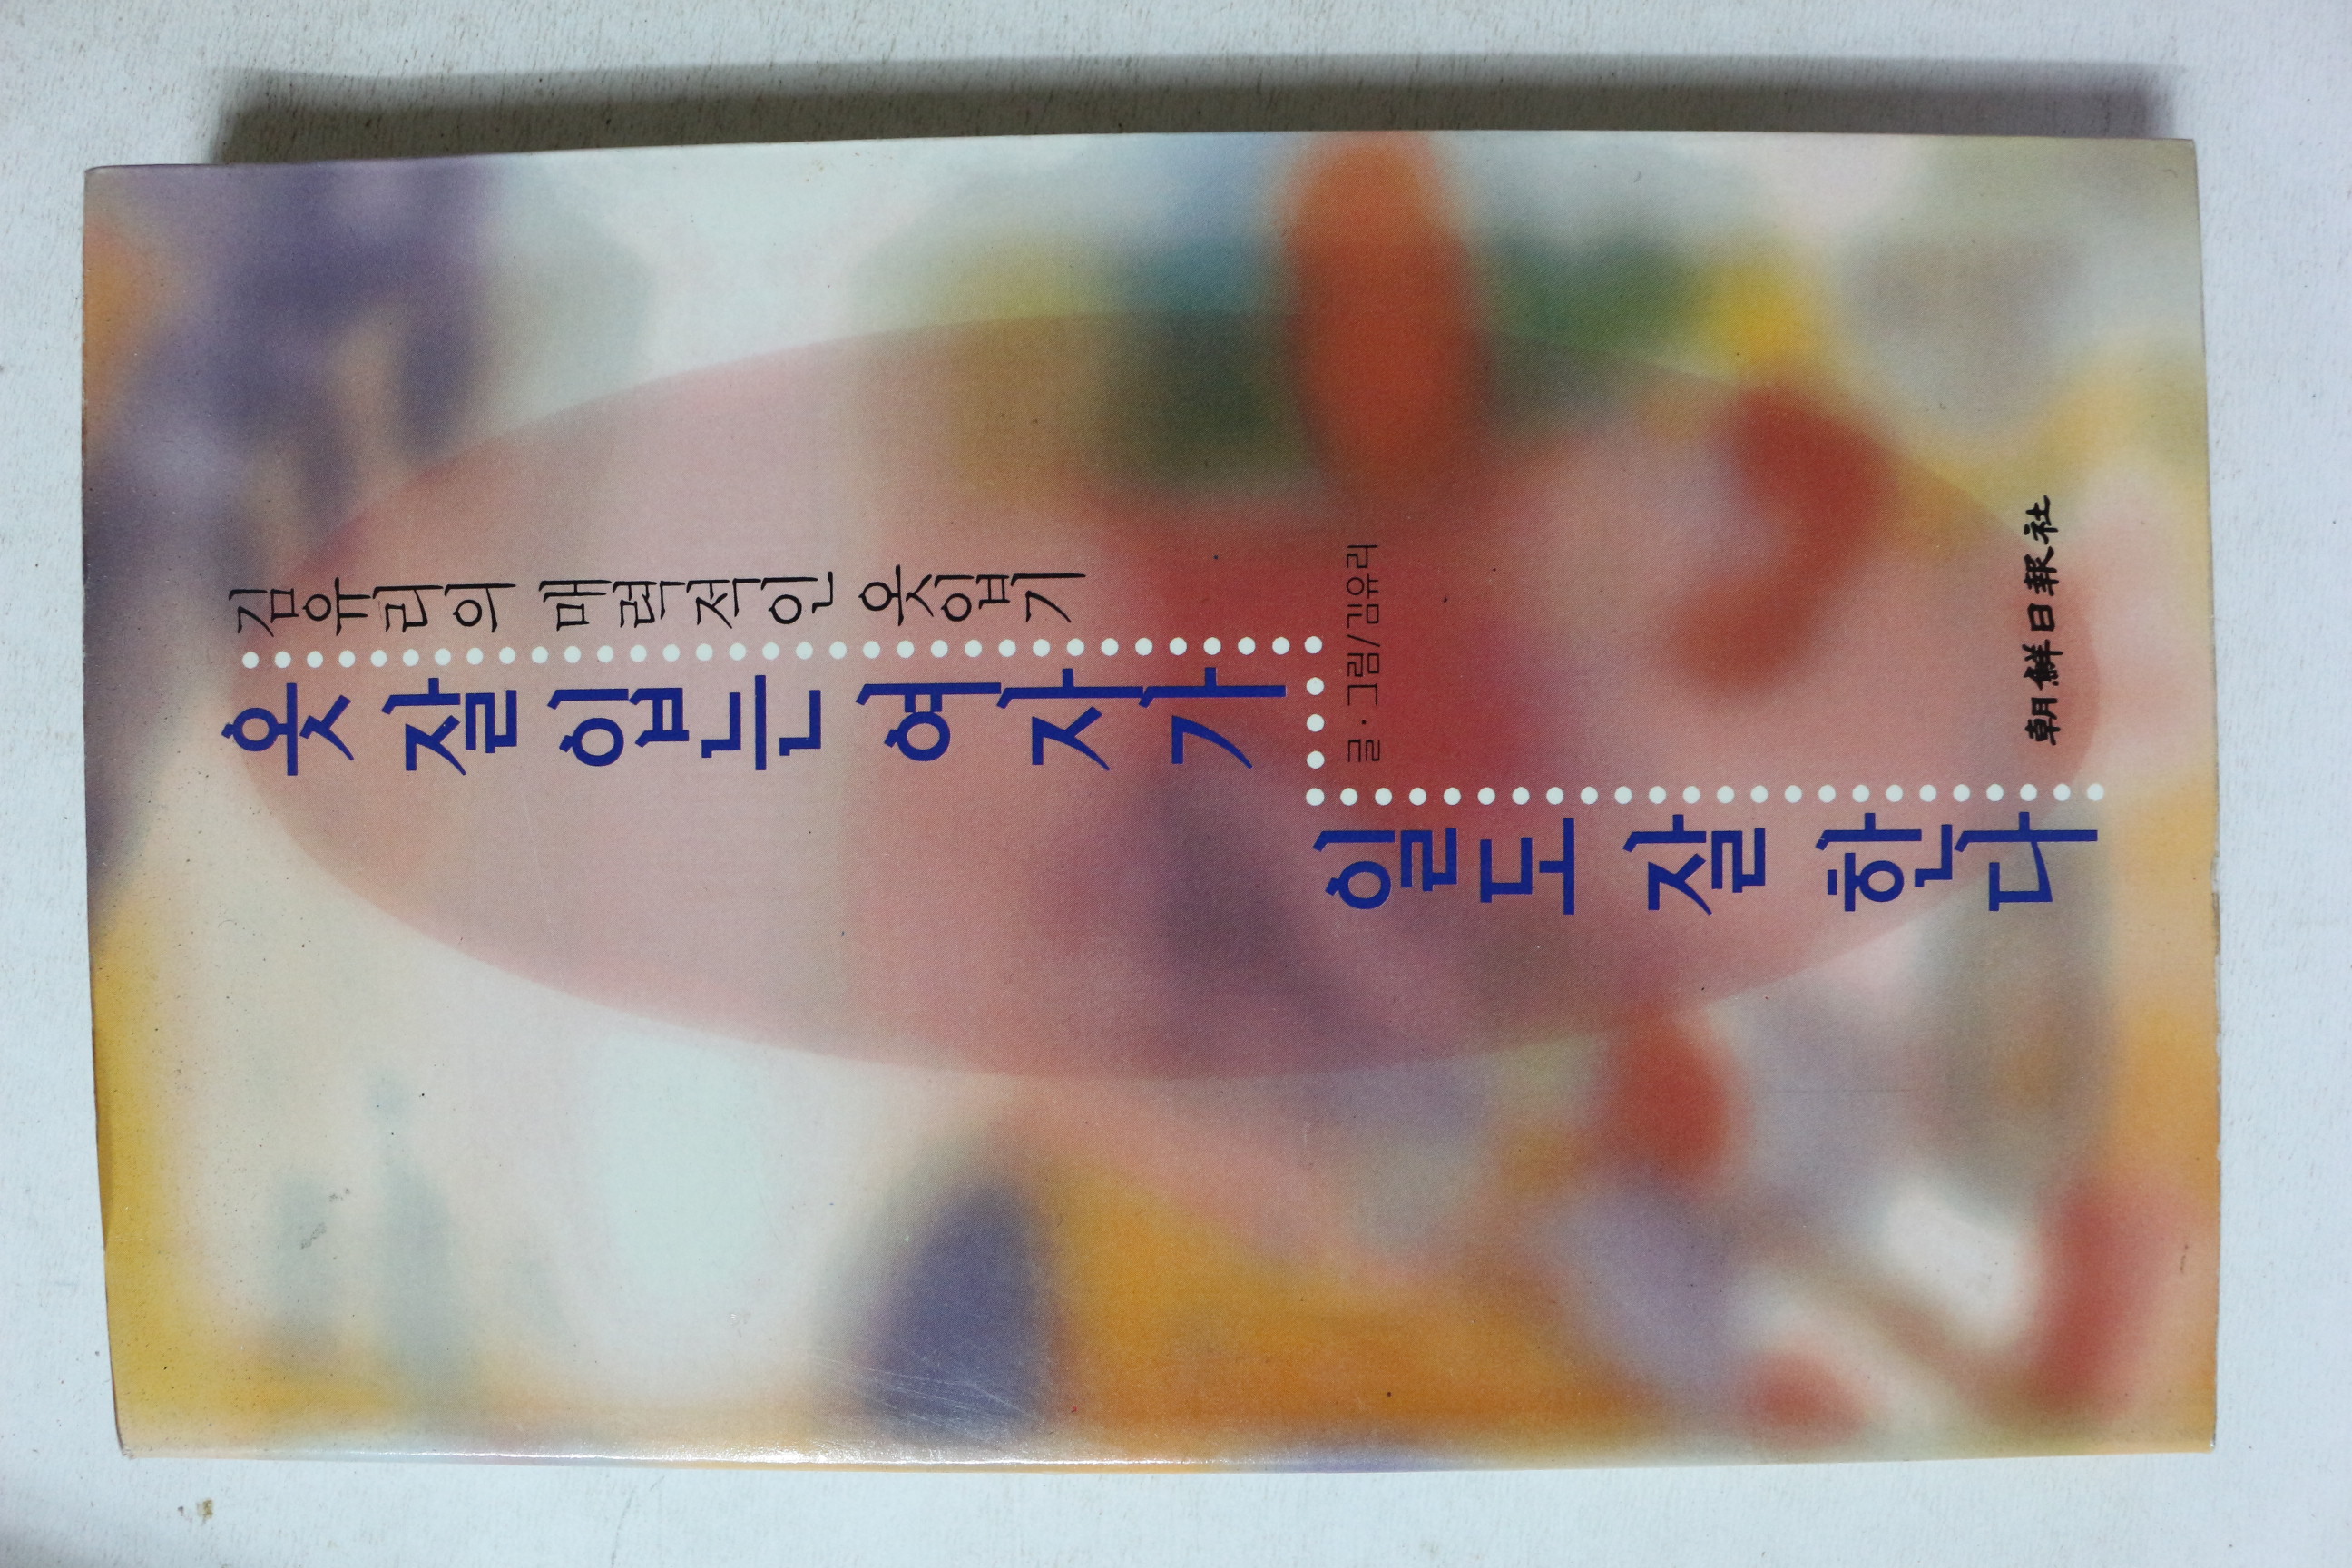 김유리의 매력적인 옷입기
옷 잘 입는 여자가
일도 잘 한다
글·그림/김유리
朝鮮日報社